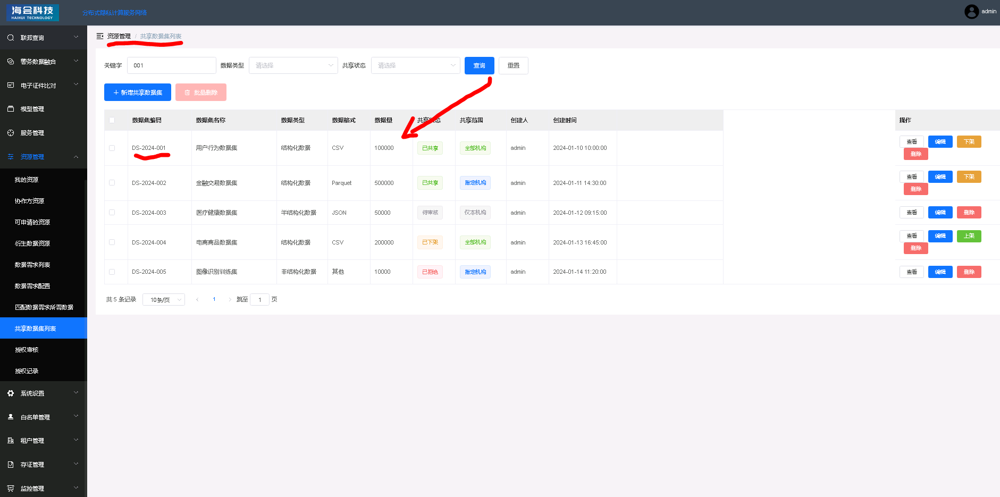 海会科技
HAIHUI TECHNOLOGY
分布式隐私计算服务网络
admin
联邦查询
警务数据融合
电子证件比对
模型管理
服务管理
资源管理
我的资源
协作方资源
可申请的资源
衍生数据资源
数据需求列表
数据需求配置
匹配数据需求所需数据
共享数据集列表
授权审核
授权记录
系统设置
白名单管理
租户管理
存证管理
监控管理
资源管理 / 共享数据集列表
关键字 001 数据类型 请选择 共享状态 请选择 查询 重置
+ 新增共享数据集 批量删除
数据集编码 数据集名称 数据类型 数据格式 数据量 共享状态 共享范围 创建人 创建时间 操作
DS-2024-001 用户行为数据集 结构化数据 CSV 100000 已共享 全部机构 admin 2024-01-10 10:00:00 查看 编辑 下架
删除
DS-2024-002 金融交易数据集 结构化数据 Parquet 500000 已共享 指定机构 admin 2024-01-11 14:30:00 查看 编辑 下架
删除
DS-2024-003 医疗健康数据集 半结构化数据 JSON 50000 待审核 仅本机构 admin 2024-01-12 09:15:00 查看 编辑 删除
DS-2024-004 电商商品数据集 结构化数据 CSV 200000 已下架 全部机构 admin 2024-01-13 16:45:00 查看 编辑 上架
删除
DS-2024-005 图像识别训练集 非结构化数据 其他 10000 已拒绝 指定机构 admin 2024-01-14 11:20:00 查看 编辑 删除
共 5 条记录 10条/页 1 跳至 1 页